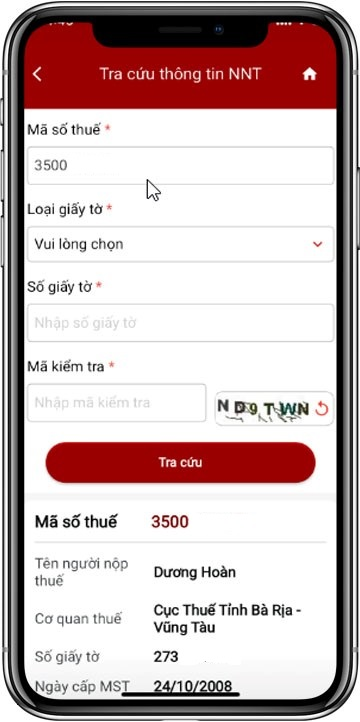 Tra cứu thông tin NNT
Mã số thuế *
3500
Loại giấy tờ *
Vui lòng chọn
Số giấy tờ *
Nhập số giấy tờ
Mã kiểm tra *
Nhập mã kiểm tra
Tra cứu
Mã số thuế 3500
Tên người nộp
thuế
Dương Hoàn
Cơ quan thuế
Cục Thuế Tỉnh Bà Rịa -
Vũng Tàu
Số giấy tờ 273
Ngày cấp MST 24/10/2008